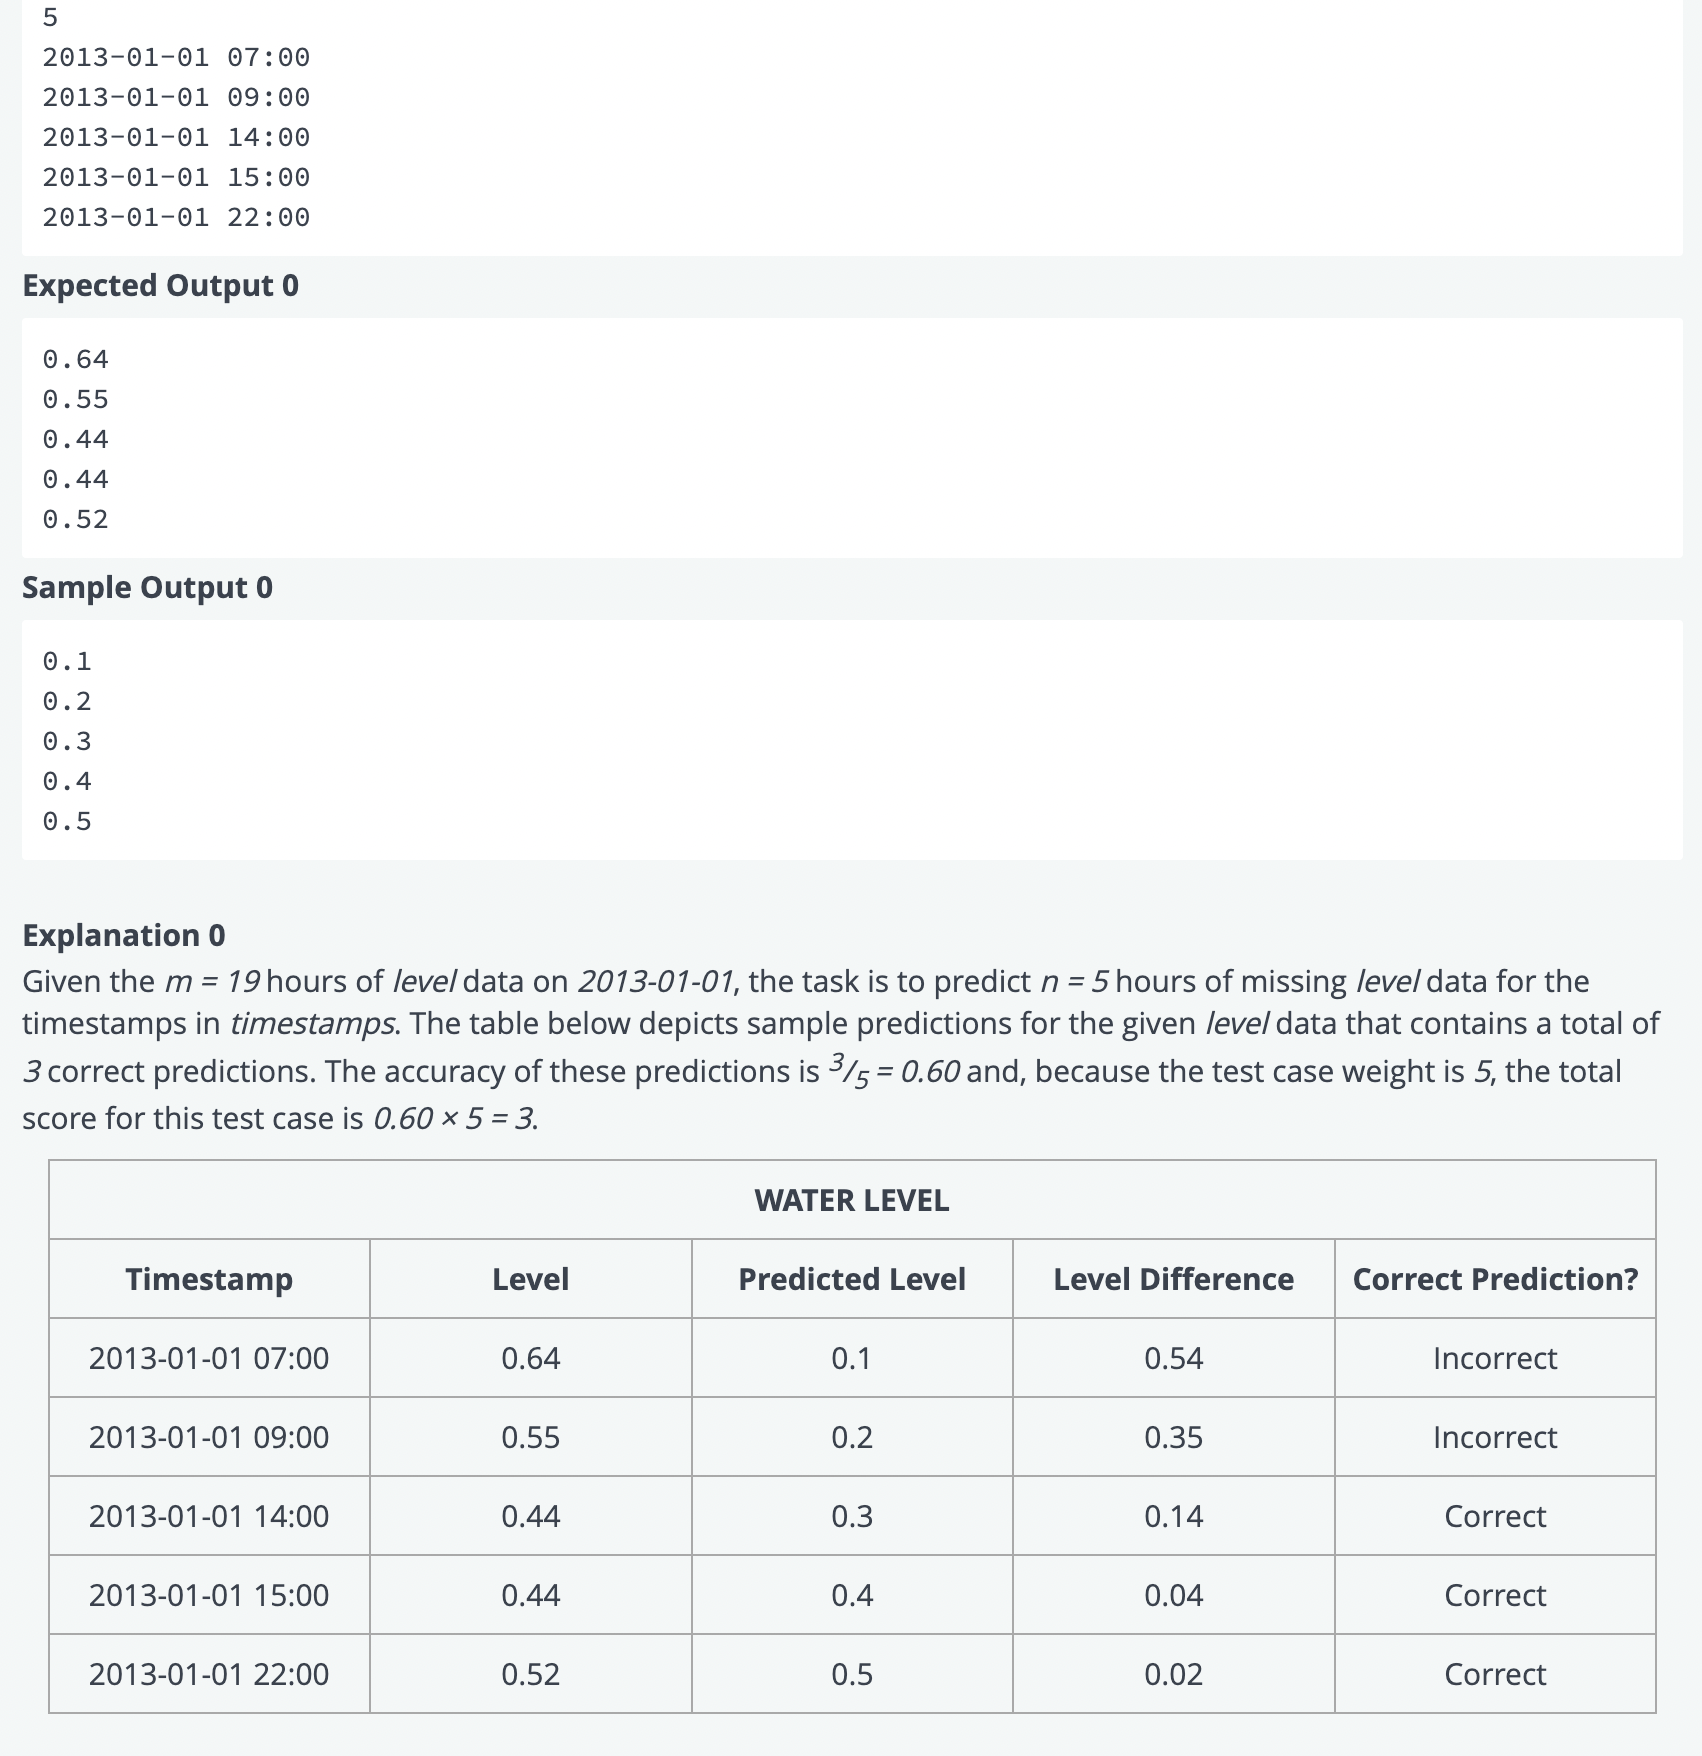 5
2013-01-01 07:00
2013-01-01 09:00
2013-01-01 14:00
2013-01-01 15:00
2013-01-01 22:00
Expected Output 0
0.64
0.55
0.44
0.44
0.52
Sample Output 0
0.1
0.2
0.3
0.4
0.5
Explanation 0
Given the m = 19 hours of level data on 2013-01-01, the task is to predict n = 5 hours of missing level data for the
timestamps in timestamps. The table below depicts sample predictions for the given level data that contains a total of
3 correct predictions. The accuracy of these predictions is 3/5 = 0.60 and, because the test case weight is 5, the total
score for this test case is 0.60 × 5 = 3.
WATER LEVEL
Timestamp Level Predicted Level Level Difference Correct Prediction?
2013-01-01 07:00 0.64 0.1 0.54 Incorrect
2013-01-01 09:00 0.55 0.2 0.35 Incorrect
2013-01-01 14:00 0.44 0.3 0.14 Correct
2013-01-01 15:00 0.44 0.4 0.04 Correct
2013-01-01 22:00 0.52 0.5 0.02 Correct